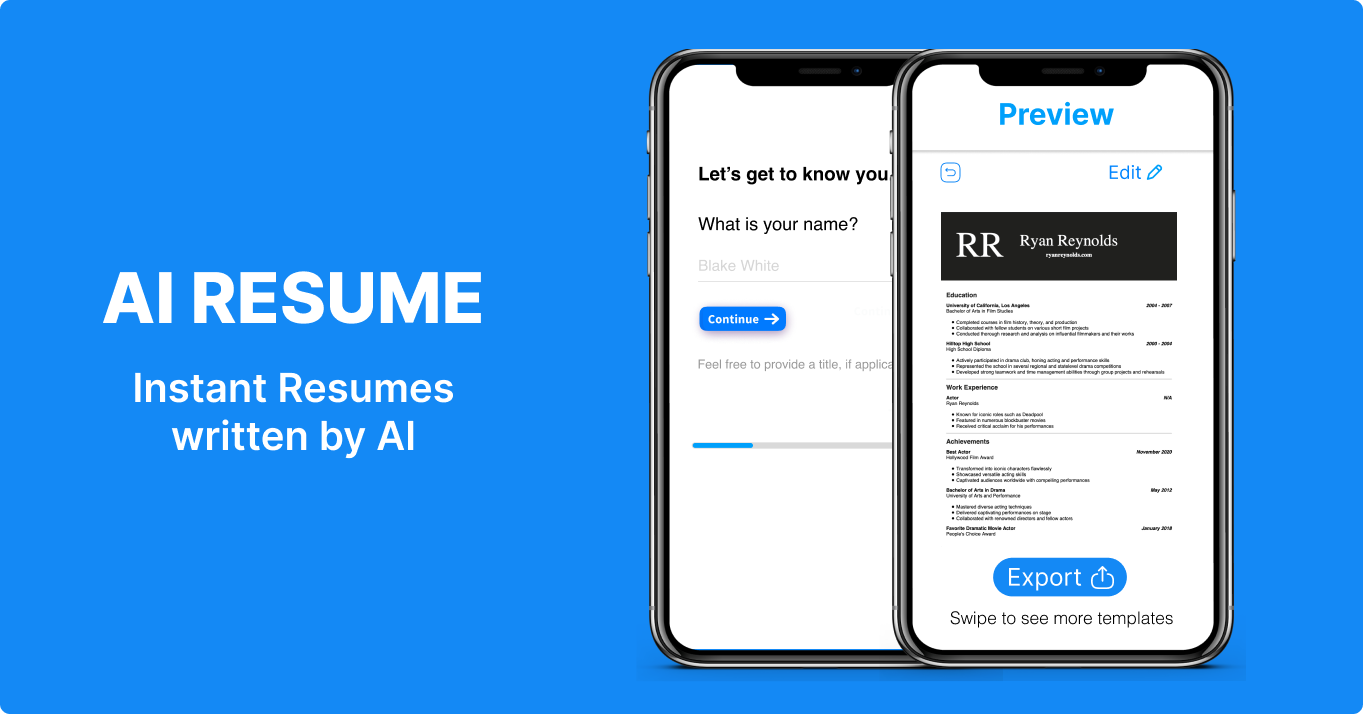 AI RESUME
Instant Resumes
written by AI
Let's get to know you
What is your name?
Blake White
Continue
Feel free to provide a title, if applica
Preview
Edit
RR
Ryan Reynolds
ryanreynolds.com
Education
University of California, Los Angeles 2004 - 2007
Bachelor of Arts in Film Studies
• Completed courses in film history, theory, and production
• Collaborated with fellow students on various short film projects
• Conducted thorough research and analysis on influential filmmakers and their works
Hilltop High School 2000 - 2004
High School Diploma
• Actively participated in drama club, honing acting and performance skills
• Represented the school in several regional and statelevel drama competitions
• Developed strong teamwork and time management abilities through group projects and rehearsals
Work Experience
Actor N/A
Ryan Reynolds
• Known for iconic roles such as Deadpool
• Featured in numerous blockbuster movies
• Received critical acclaim for his performances
Achievements
Best Actor November 2020
Hollywood Film Award
• Transformed into iconic characters flawlessly
• Showcased versatile acting skills
• Captivated audiences worldwide with compelling performances
Bachelor of Arts in Drama May 2012
University of Arts and Performance
• Mastered diverse acting techniques
• Delivered captivating performances on stage
• Collaborated with renowned directors and fellow actors
Favorite Dramatic Movie Actor January 2018
People's Choice Award
Export
Swipe to see more templates